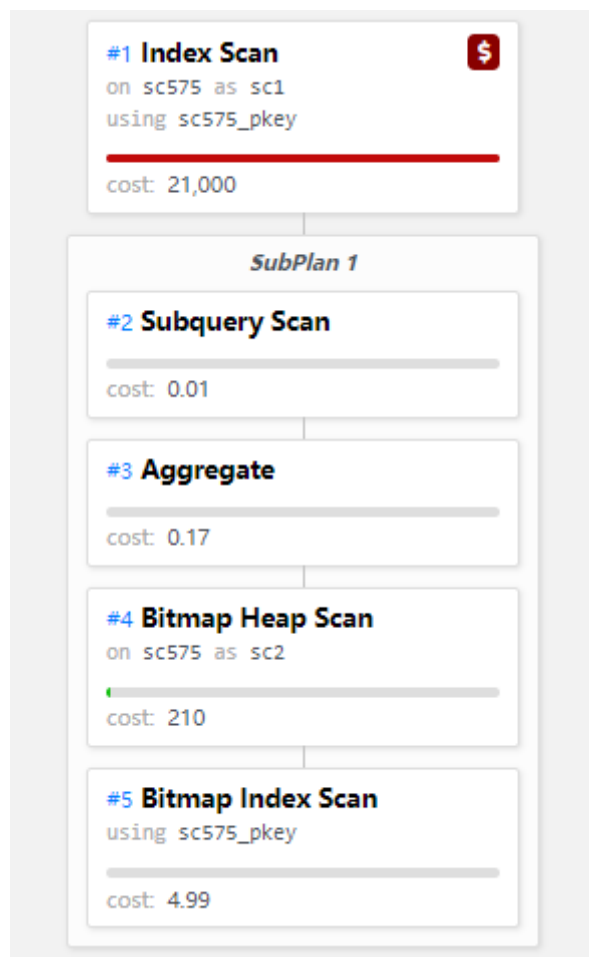 #1 Index Scan $
on sc575 as sc1
using sc575_pkey
cost: 21,000
SubPlan 1
#2 Subquery Scan
cost: 0.01
#3 Aggregate
cost: 0.17
#4 Bitmap Heap Scan
on sc575 as sc2
cost: 210
#5 Bitmap Index Scan
using sc575_pkey
cost: 4.99